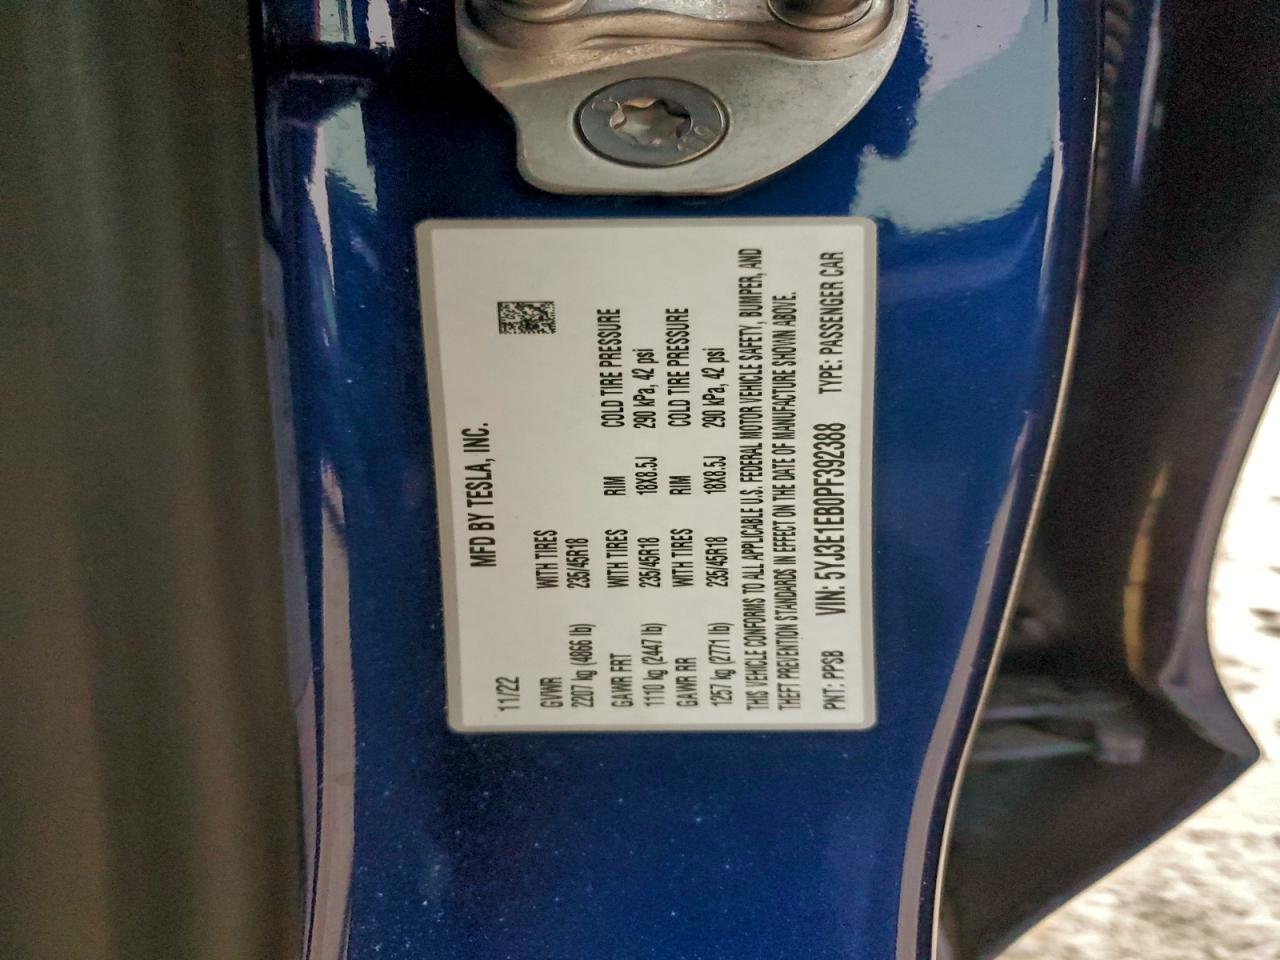 MFD BY TESLA, INC.
11/22
GVWR WITH TIRES
2207 kg (4866 lb) 235/45R18
GAWR FRT WITH TIRES RIM COLD TIRE PRESSURE
1110 kg (2447 lb) 235/45R18 18X8.5J 290 kPa, 42 psi
GAWR RR WITH TIRES RIM COLD TIRE PRESSURE
1257 kg (2771 lb) 235/45R18 18X8.5J 290 kPa, 42 psi
THIS VEHICLE CONFORMS TO ALL APPLICABLE U.S. FEDERAL MOTOR VEHICLE SAFETY, BUMPER, AND
THEFT PREVENTION STANDARDS IN EFFECT ON THE DATE OF MANUFACTURE SHOWN ABOVE.
PNT: PPSB VIN: 5YJ3E1EB0PF392388 TYPE: PASSENGER CAR